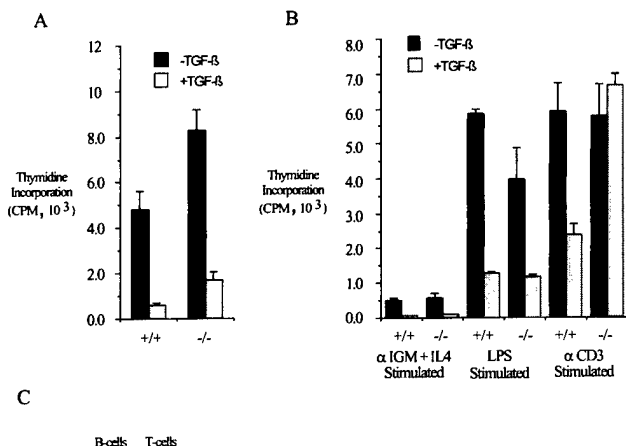 A
12
10
8.0
6.0
4.0
2.0
0.0
-TGF-ß
+TGF-ß
Thymidine
Incorporation
(CPM, 10 3)
+/+ -/-
B
8.0
7.0
6.0
5.0
4.0
3.0
2.0
1.0
0.0
-TGF-ß
+TGF-ß
Thymidine
Incorporation
(CPM, 10 3)
+/+ -/- +/+ -/- +/+ -/-
α IGM + IL4 LPS α CD3
Stimulated Stimulated Stimulated
C
B-cells T-cells